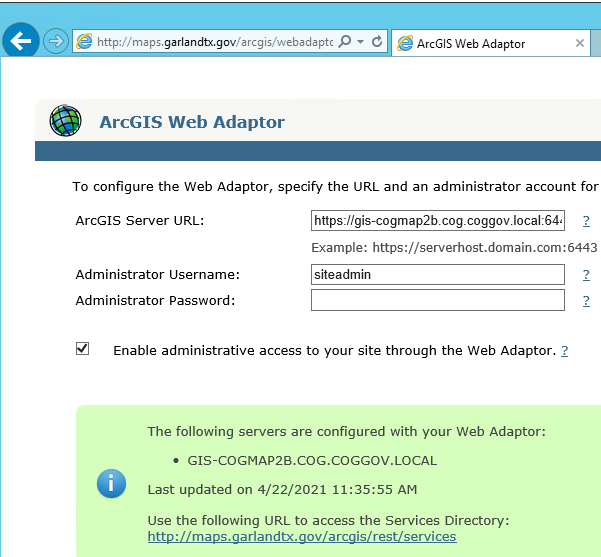 http://maps.garlandtx.gov/arcgis/webadaptc
ArcGIS Web Adaptor
ArcGIS Web Adaptor
To configure the Web Adaptor, specify the URL and an administrator account for
ArcGIS Server URL: https://gis-cogmap2b.cog.coggov.local:644 ?
Example: https://serverhost.domain.com:6443
Administrator Username: siteadmin ?
Administrator Password: ?
Enable administrative access to your site through the Web Adaptor. ?
The following servers are configured with your Web Adaptor:
• GIS-COGMAP2B.COG.COGGOV.LOCAL
Last updated on 4/22/2021 11:35:55 AM
Use the following URL to access the Services Directory:
http://maps.garlandtx.gov/arcgis/rest/services